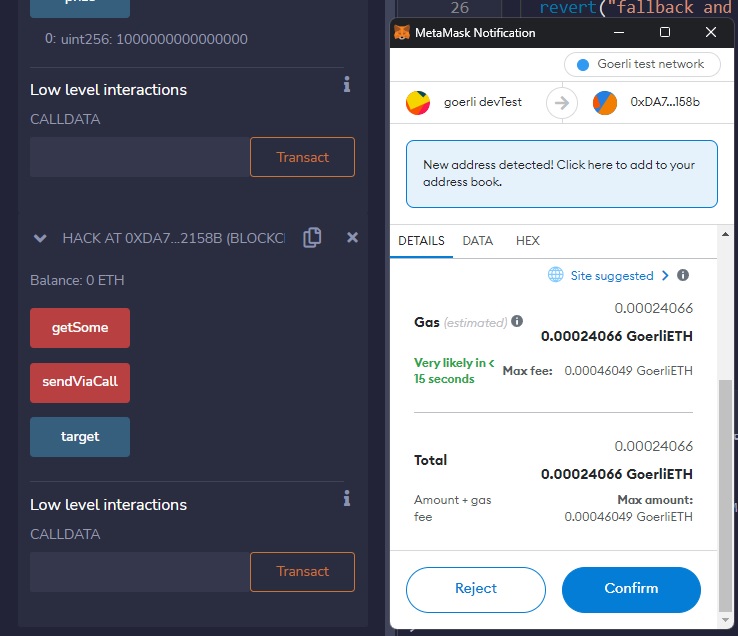 0: uint256: 1000000000000000
Low level interactions
i
CALLDATA
Transact
HACK AT 0XDA7...2158B (BLOCKC
Balance: 0 ETH
getSome
sendViaCall
target
Low level interactions
i
CALLDATA
Transact
26 revert("fallback and
MetaMask Notification
Goerli test network
goerli devTest
0xDA7...158b
New address detected! Click here to add to your
address book.
DETAILS DATA HEX
Site suggested
0.00024066
Gas (estimated)
0.00024066 GoerliETH
Very likely in <
15 seconds
Max fee: 0.00046049 GoerliETH
0.00024066
Total
0.00024066 GoerliETH
Amount + gas
fee
Max amount:
0.00046049 GoerliETH
Reject Confirm